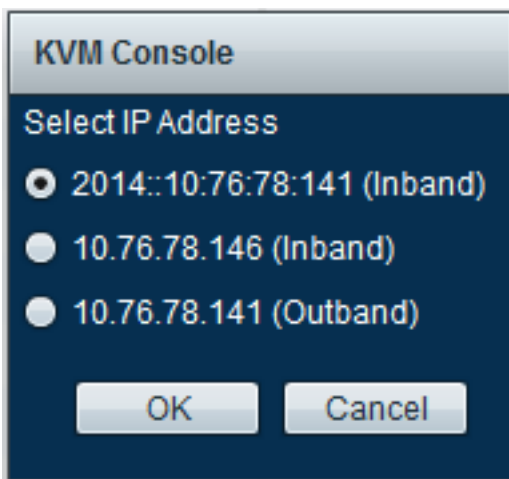 KVM Console
Select IP Address
2014::10:76:78:141 (Inband)
10.76.78.146 (Inband)
10.76.78.141 (Outband)
OK Cancel